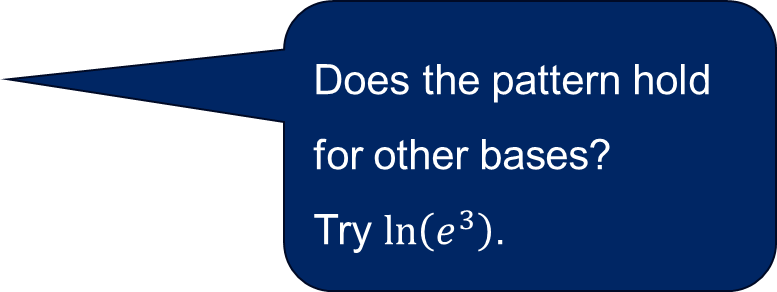 Does the pattern hold
for other bases?
Try ln(e³).